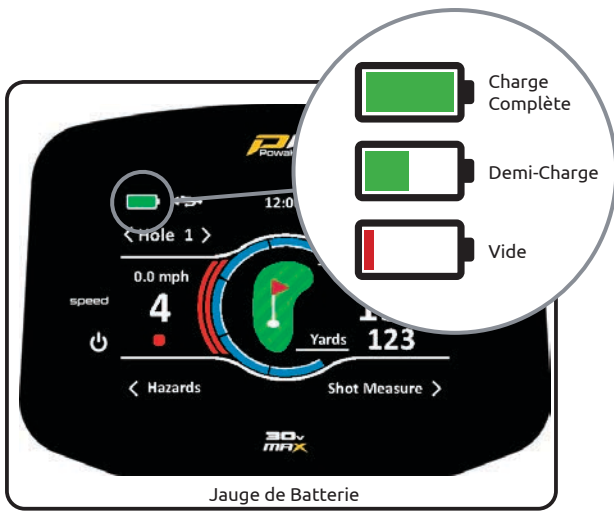 Charge
Complète
Demi-Charge
Vide
12:0
< Hole 1 >
0.0 mph
speed
4
Yards 123
< Hazards
Shot Measure >
30v
MAX
Jauge de Batterie